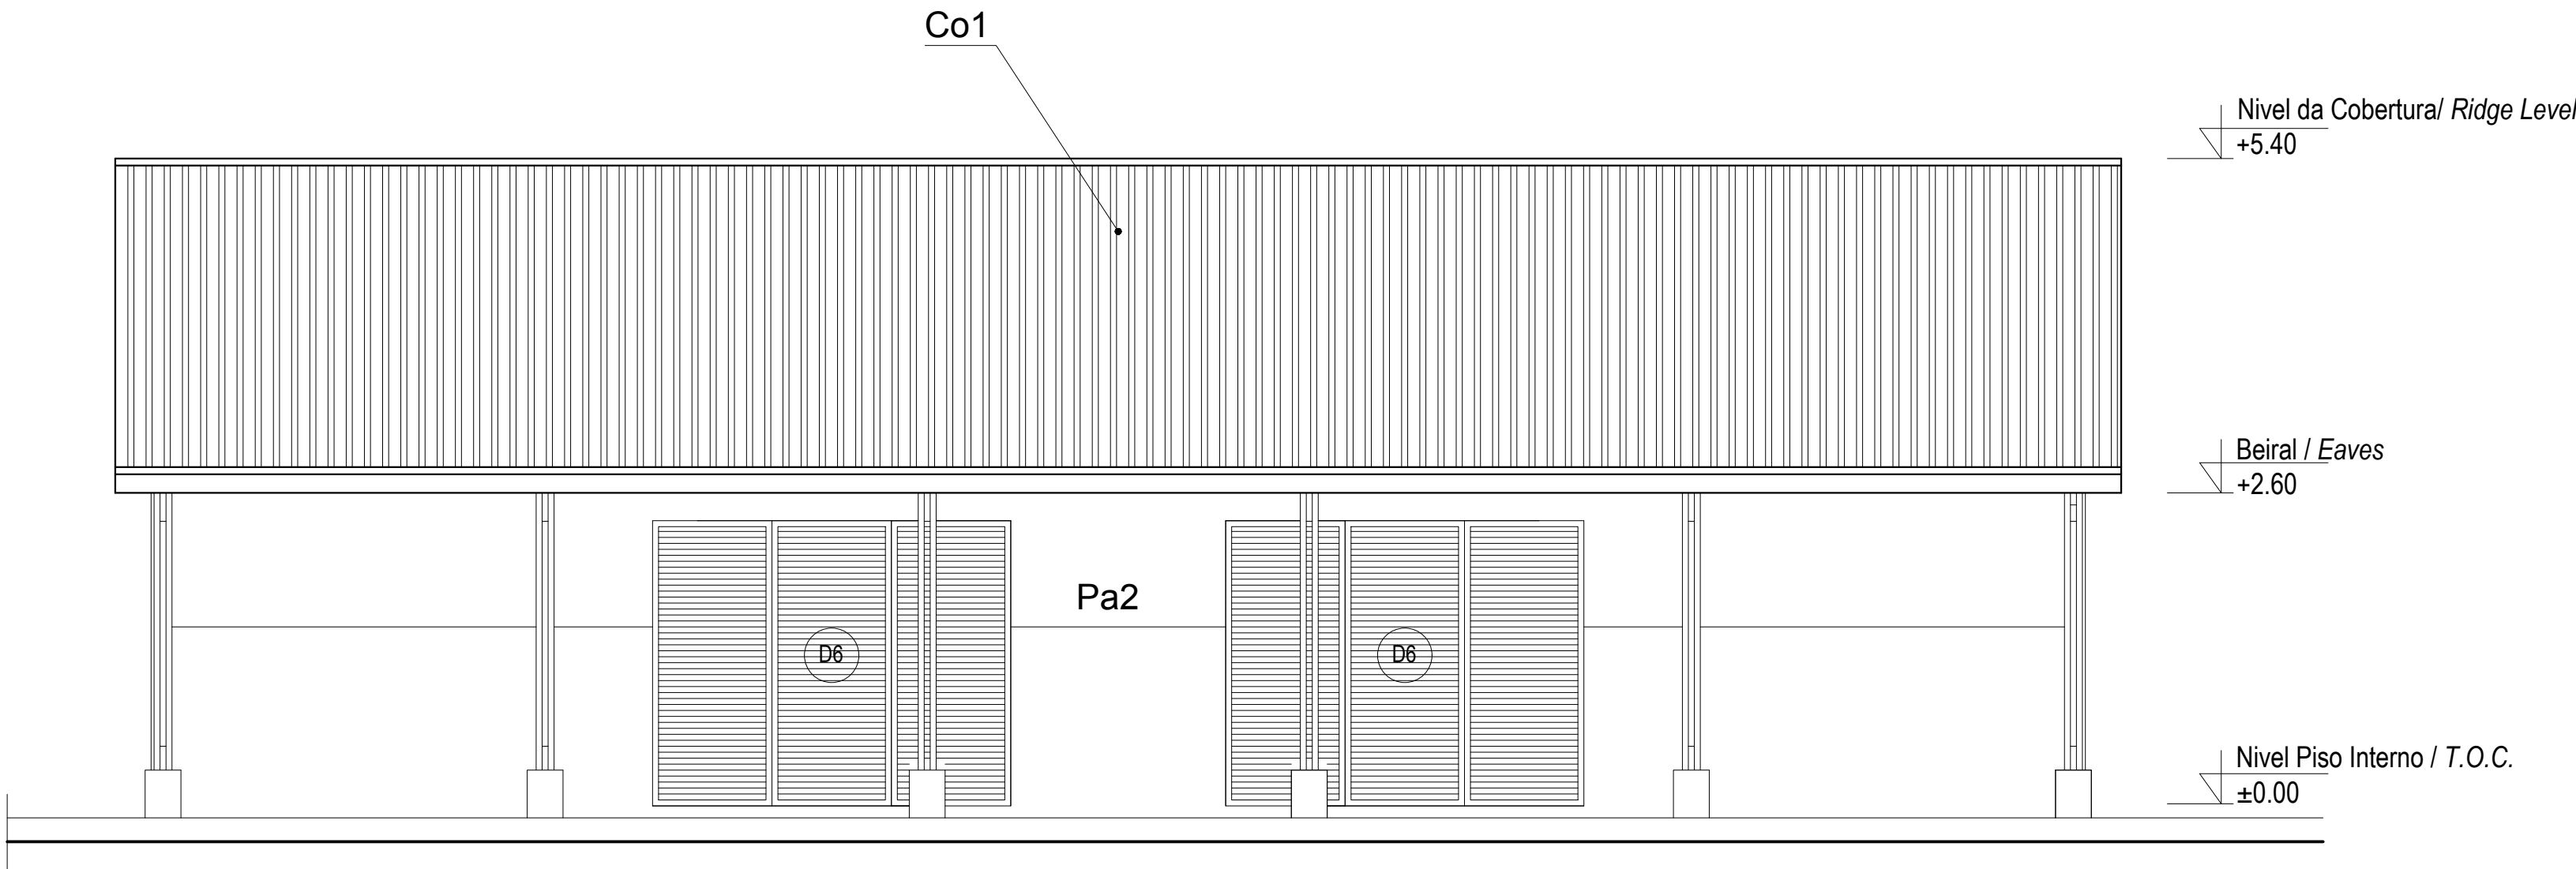 Co1
Nivel da Cobertura/ Ridge Level
+5.40
Beiral / Eaves
+2.60
Pa2
D6
D6
Nivel Piso Interno / T.O.C.
±0.00